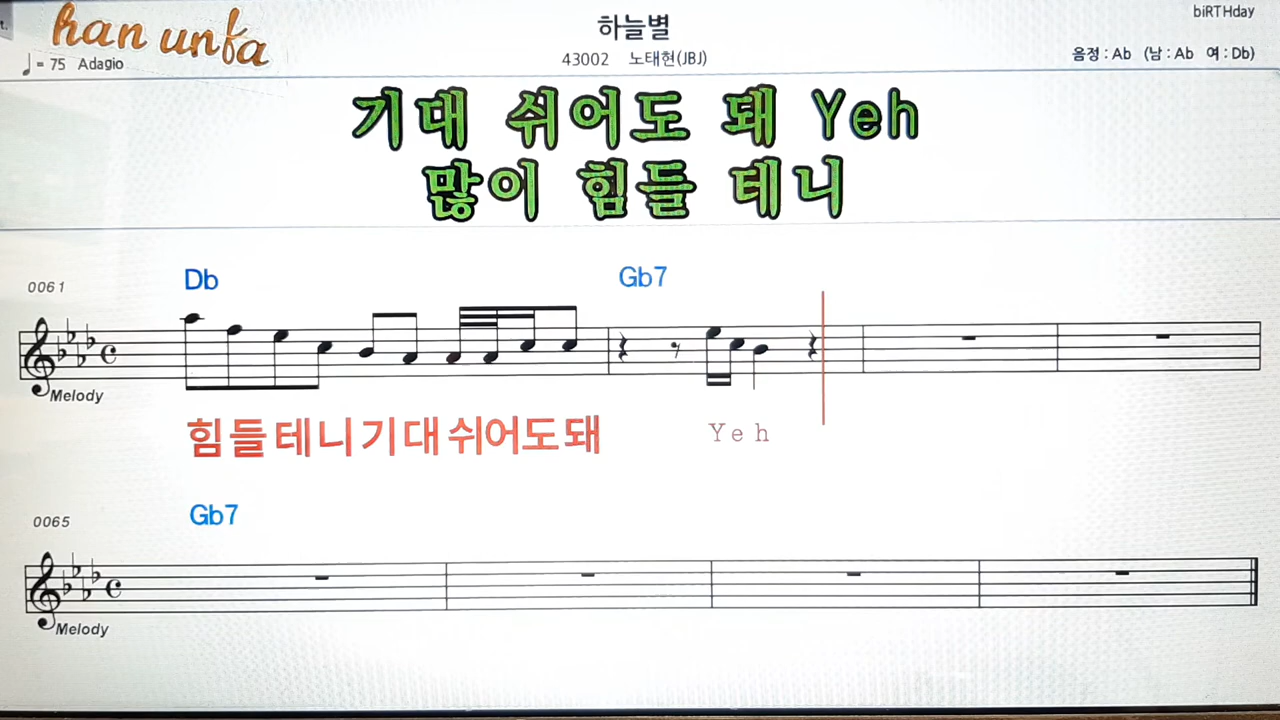 han unfa
하늘별
biRTHday
♩ = 75 Adagio
43002 노태현(JBJ)
음정 : Ab (남 : Ab 여 : Db)
기대 쉬어도 돼 Yeh
많이 힘들 테니
0061
Db Gb7
Melody
힘들테니기대쉬어도돼 Yeh
0065
Gb7
Melody